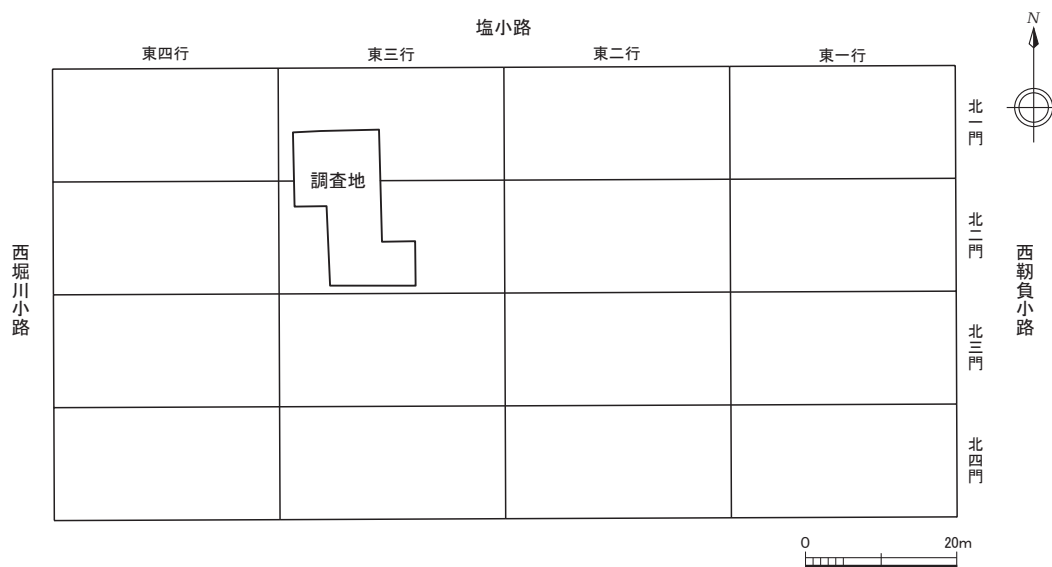 塩小路
N
東四行
東三行
東二行
東一行
北一門
調査地
北二門
西堀川小路
西靱負小路
北三門
北四門
0
20m